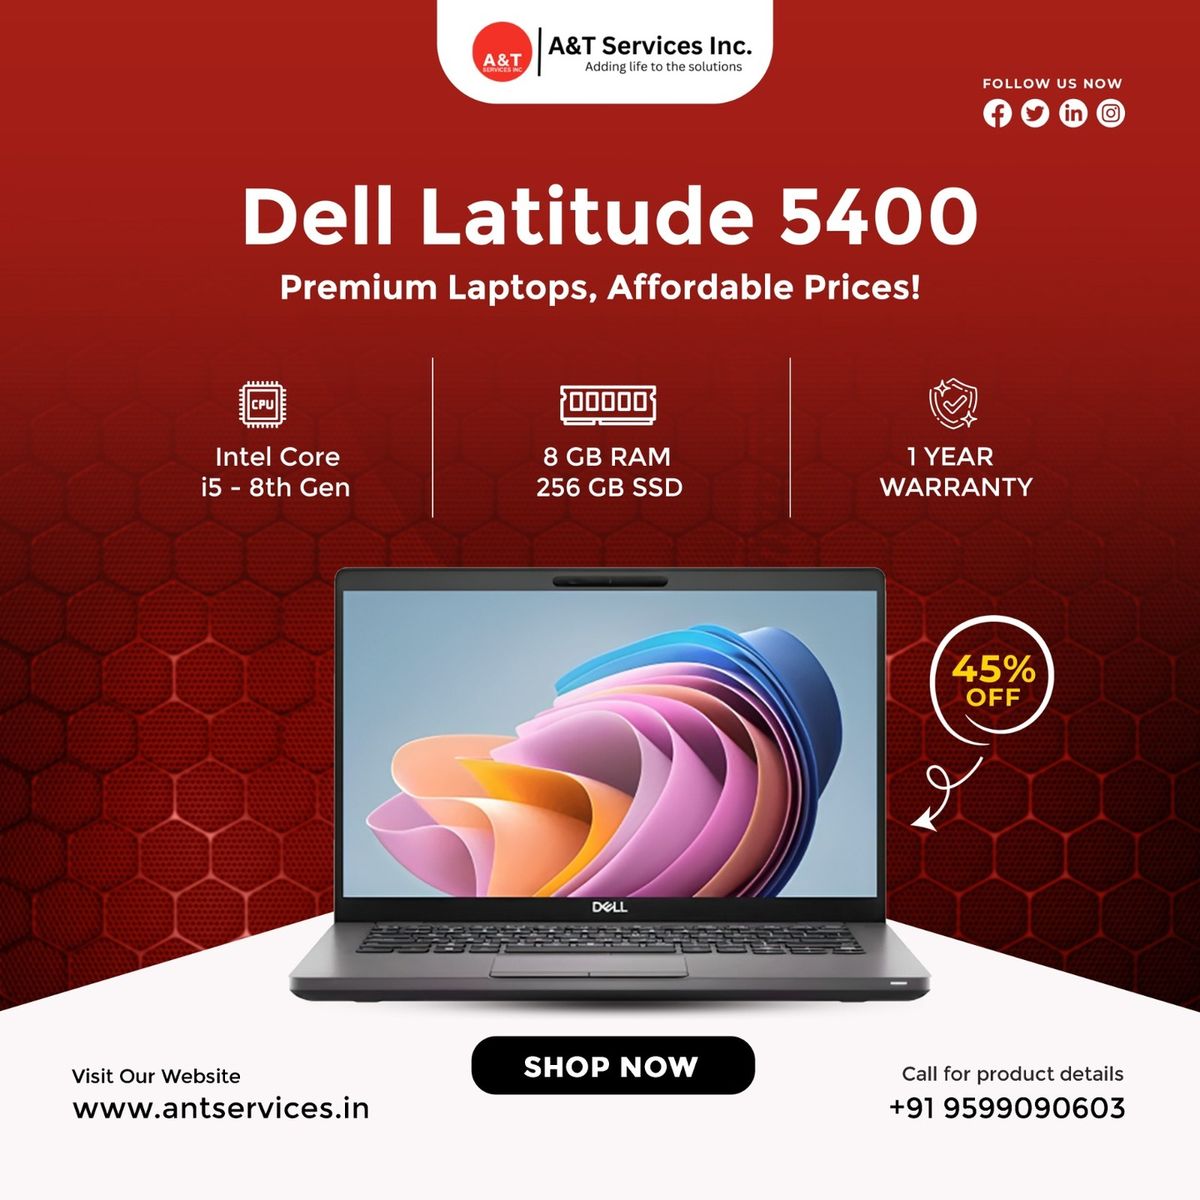 A&T
SERVICES INC
A&T Services Inc.
Adding life to the solutions
FOLLOW US NOW
Dell Latitude 5400
Premium Laptops, Affordable Prices!
CPU
Intel Core
i5 - 8th Gen
8 GB RAM
256 GB SSD
1 YEAR
WARRANTY
45%
OFF
DELL
SHOP NOW
Visit Our Website
www.antservices.in
Call for product details
+91 9599090603